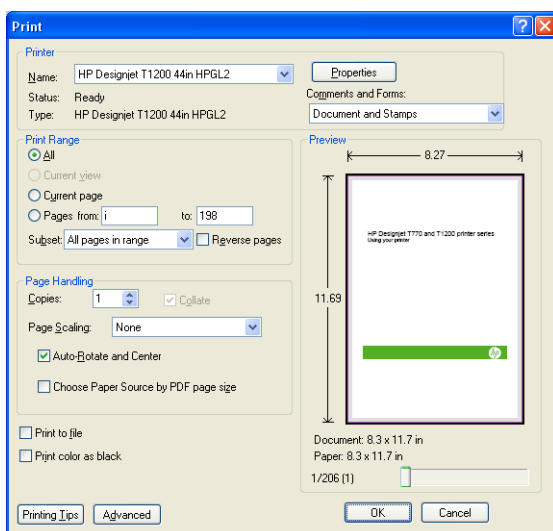 Print
Printer
Name: HP Designjet T1200 44in HPGL2 Properties
Status: Ready Comments and Forms:
Type: HP Designjet T1200 44in HPGL2 Document and Stamps
Print Range
All
Current view
Current page
Pages from: i to: 198
Subset: All pages in range Reverse pages
Page Handling
Copies: 1 Collate
Page Scaling: None
Auto-Rotate and Center
Choose Paper Source by PDF page size
Print to file
Print color as black
Printing Tips Advanced
Preview
8.27
11.69
HP Designjet T770 and T1200 printer series
Using your printer
hp
Document: 8.3 x 11.7 in
Paper: 8.3 x 11.7 in
1/206 (1)
OK Cancel